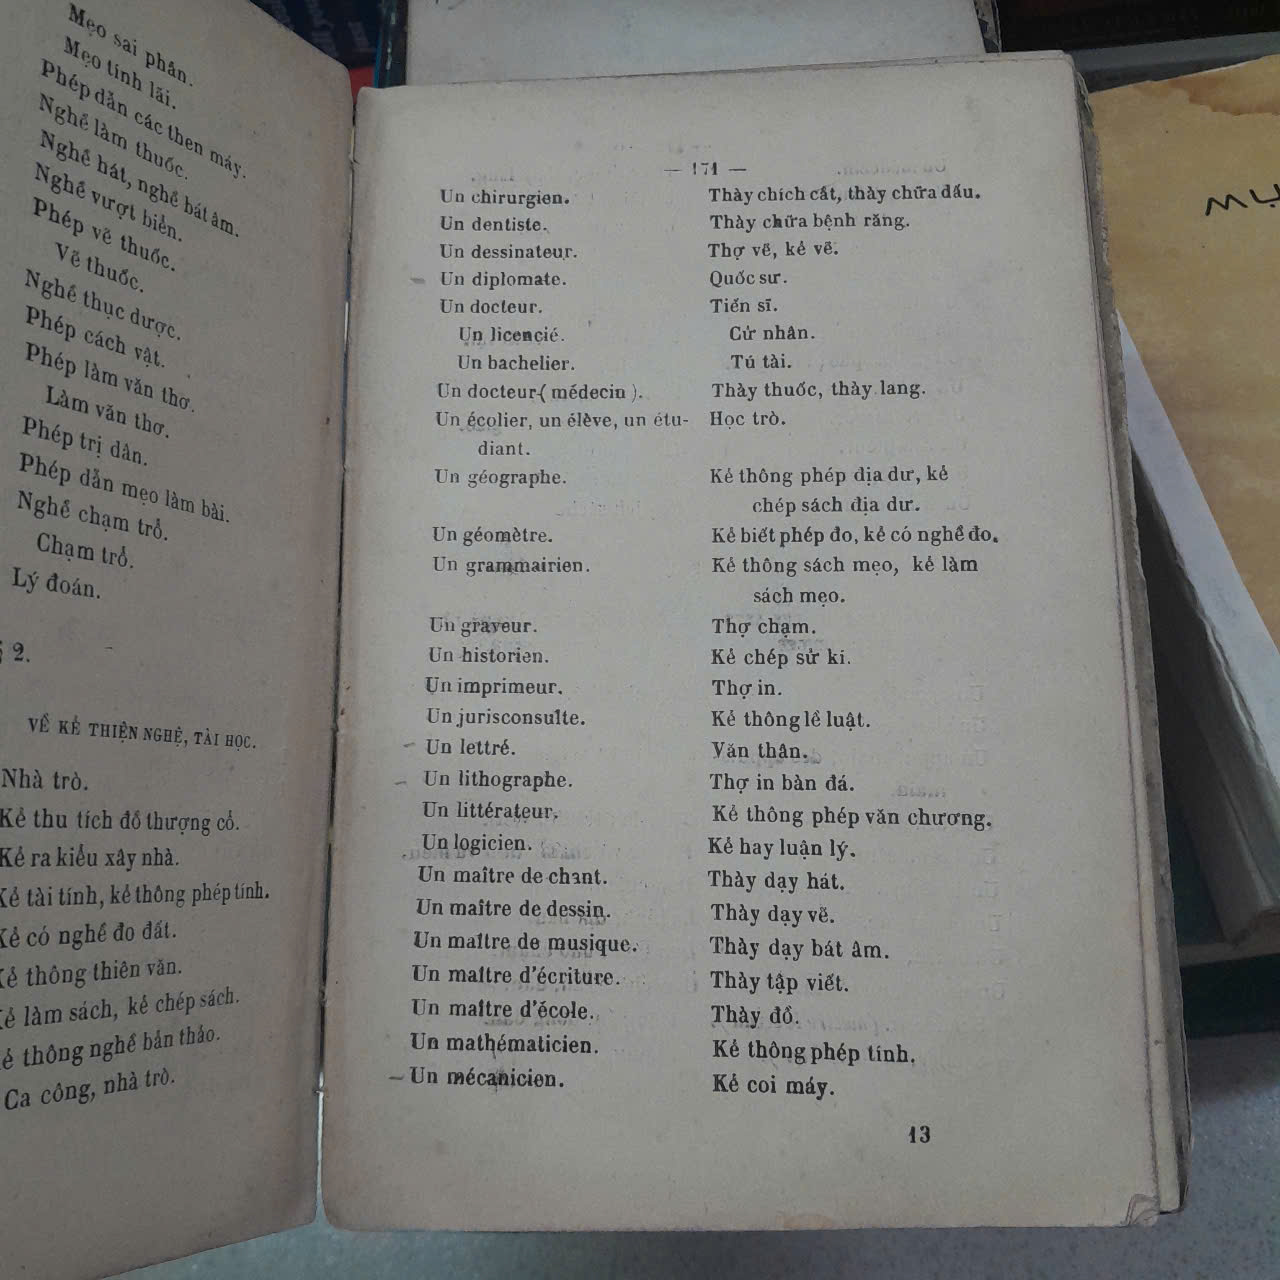 Mẹo sai phân.
Mẹo tính lãi.
Phép dẫn các then máy.
Nghề làm thuốc.
Nghề hát, nghề bát âm.
Nghề vượt biển.
Phép vẽ thuốc.
Vẽ thuốc.
Nghề thục dược.
Phép cách vật.
Phép làm văn thơ.
Làm văn thơ.
Phép trị dân.
Phép dẫn mẹo làm bài.
Nghề chạm trổ.
Chạm trổ.
Lý đoán.
§ 2.
VỀ KẺ THIỆN NGHỆ, TÀI HỌC.
Nhà trò.
Kẻ thu tích đồ thượng cổ.
Kẻ ra kiểu xây nhà.
Kẻ tài tính, kẻ thông phép tính.
Kẻ có nghề đo đất.
Kẻ thông thiên văn.
Kẻ làm sách, kẻ chép sách.
Kẻ thông nghề bản thảo.
Ca công, nhà trò.
— 171 —
Un chirurgien. Thày chích cắt, thày chữa dấu.
Un dentiste. Thày chữa bệnh răng.
Un dessinateur. Thợ vẽ, kẻ vẽ.
Un diplomate. Quốc sư.
Un docteur. Tiến sĩ.
Un licencié. Cử nhân.
Un bachelier. Tú tài.
Un docteur (médecin). Thày thuốc, thày lang.
Un écolier, un élève, un étu- Học trò.
diant.
Un géographe. Kẻ thông phép địa dư, kẻ
chép sách địa dư.
Un géomètre. Kẻ biết phép đo, kẻ có nghề đo.
Un grammairien. Kẻ thông sách mẹo, kẻ làm
sách mẹo.
Un graveur. Thợ chạm.
Un historien. Kẻ chép sử kí.
Un imprimeur. Thợ in.
Un jurisconsulte. Kẻ thông lề luật.
Un lettré. Văn thân.
Un lithographe. Thợ in bàn đá.
Un littérateur. Kẻ thông phép văn chương.
Un logicien. Kẻ hay luận lý.
Un maître de chant. Thày dạy hát.
Un maître de dessin. Thày dạy vẽ.
Un maître de musique. Thày dạy bát âm.
Un maître d'écriture. Thày tập viết.
Un maître d'école. Thày đồ.
Un mathématicien. Kẻ thông phép tính.
Un mécanicien. Kẻ coi máy.
13